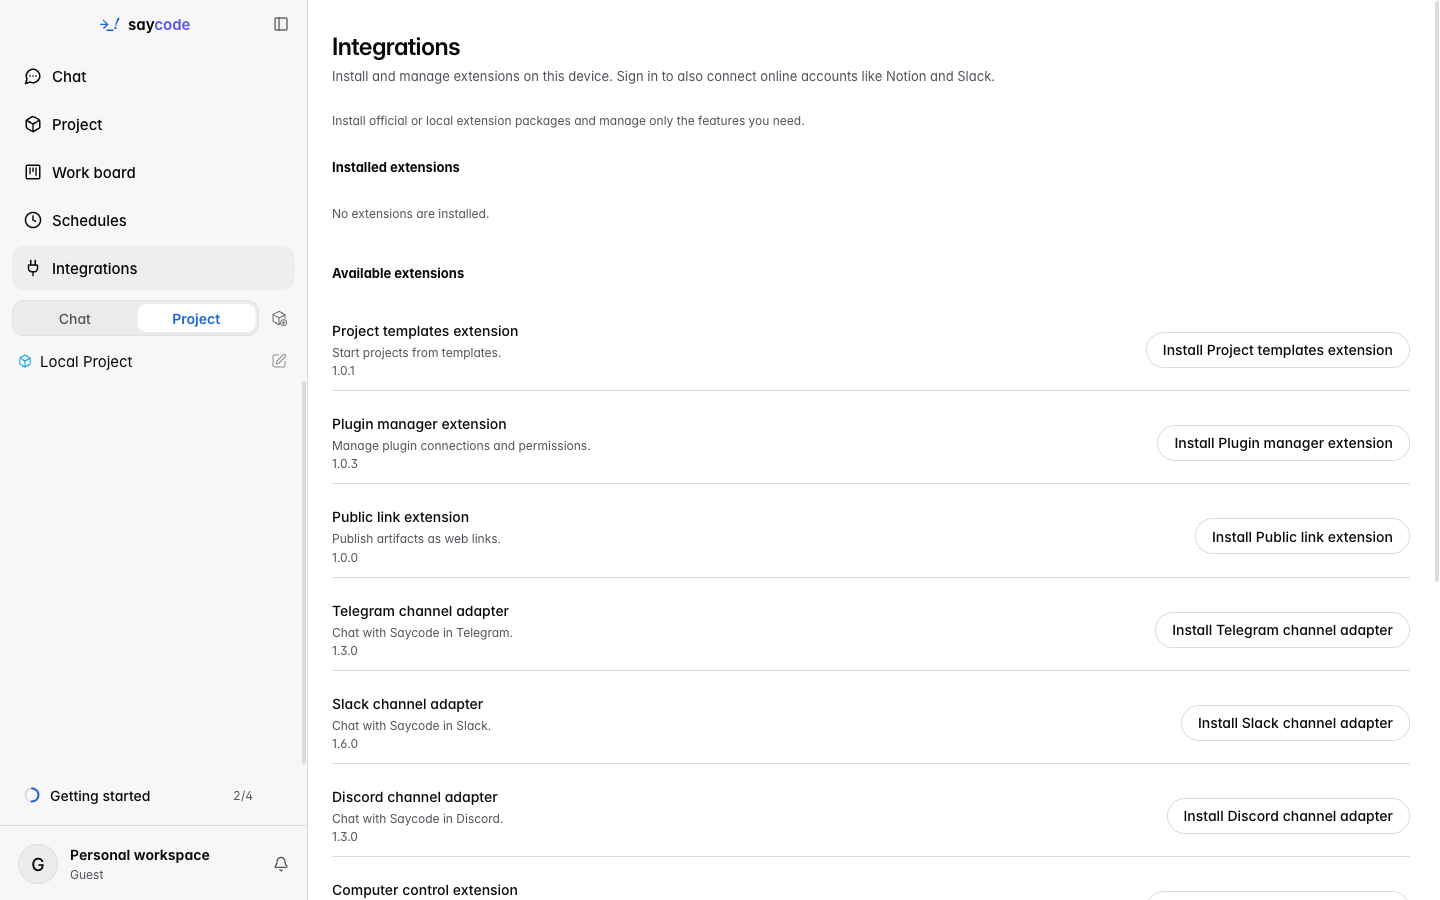 saycode
Chat
Project
Work board
Schedules
Integrations
Chat
Project
Local Project
Getting started
2/4
G
Personal workspace
Guest
Integrations
Install and manage extensions on this device. Sign in to also connect online accounts like Notion and Slack.
Install official or local extension packages and manage only the features you need.
Installed extensions
No extensions are installed.
Available extensions
Project templates extension
Start projects from templates.
1.0.1
Install Project templates extension
Plugin manager extension
Manage plugin connections and permissions.
1.0.3
Install Plugin manager extension
Public link extension
Publish artifacts as web links.
1.0.0
Install Public link extension
Telegram channel adapter
Chat with Saycode in Telegram.
1.3.0
Install Telegram channel adapter
Slack channel adapter
Chat with Saycode in Slack.
1.6.0
Install Slack channel adapter
Discord channel adapter
Chat with Saycode in Discord.
1.3.0
Install Discord channel adapter
Computer control extension